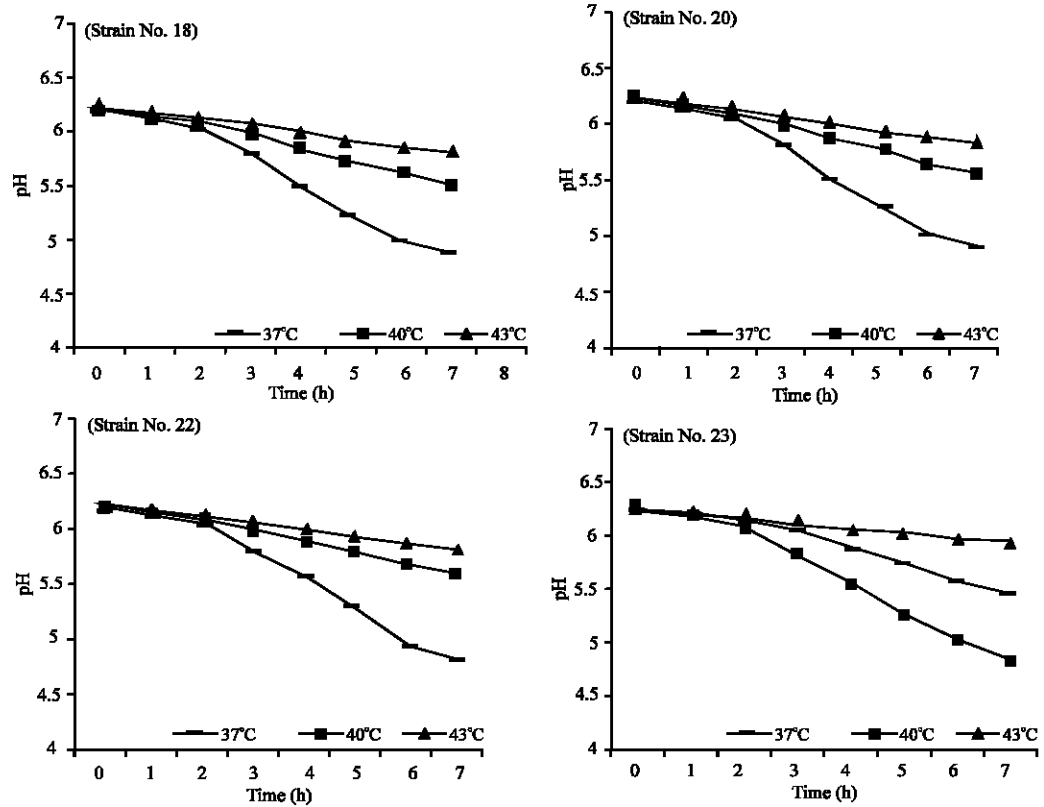 (Strain No. 18)
7
6.5
6
5.5
5
4.5
4
pH
37°C 40°C 43°C
0 1 2 3 4 5 6 7 8
Time (h)
(Strain No. 20)
7
6.5
6
5.5
5
4.5
4
pH
37°C 40°C 43°C
0 1 2 3 4 5 6 7
Time (h)
(Strain No. 22)
7
6.5
6
5.5
5
4.5
4
pH
37°C 40°C 43°C
0 1 2 3 4 5 6 7
Time (h)
(Strain No. 23)
7
6.5
6
5.5
5
4.5
4
pH
37°C 40°C 43°C
0 1 2 3 4 5 6 7
Time (h)